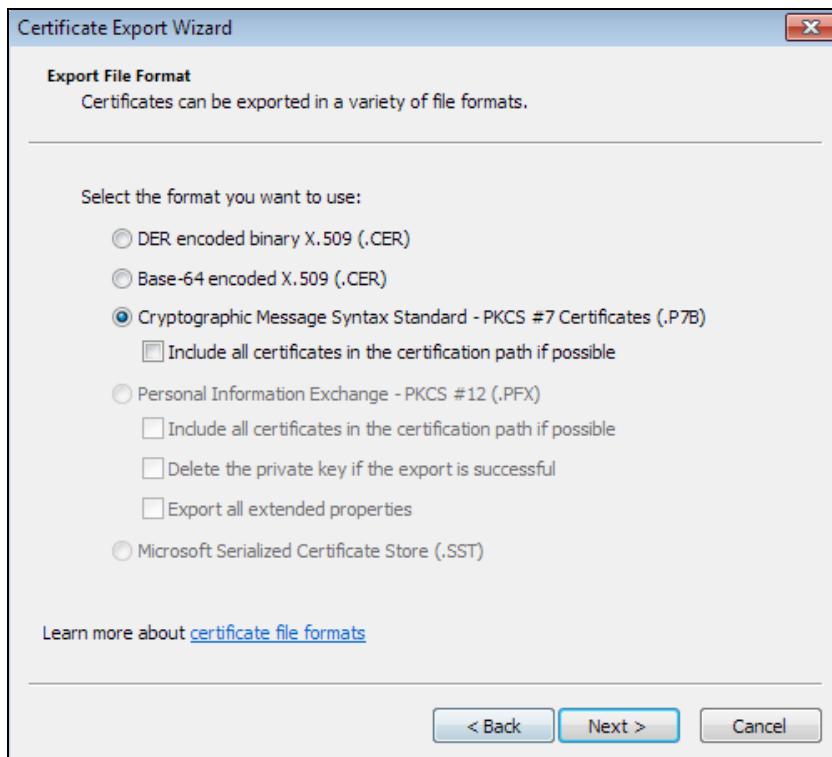 Certificate Export Wizard
Export File Format
Certificates can be exported in a variety of file formats.
Select the format you want to use:
DER encoded binary X.509 (.CER)
Base-64 encoded X.509 (.CER)
Cryptographic Message Syntax Standard - PKCS #7 Certificates (.P7B)
Include all certificates in the certification path if possible
Personal Information Exchange - PKCS #12 (.PFX)
Include all certificates in the certification path if possible
Delete the private key if the export is successful
Export all extended properties
Microsoft Serialized Certificate Store (.SST)
Learn more about certificate file formats
< Back Next > Cancel